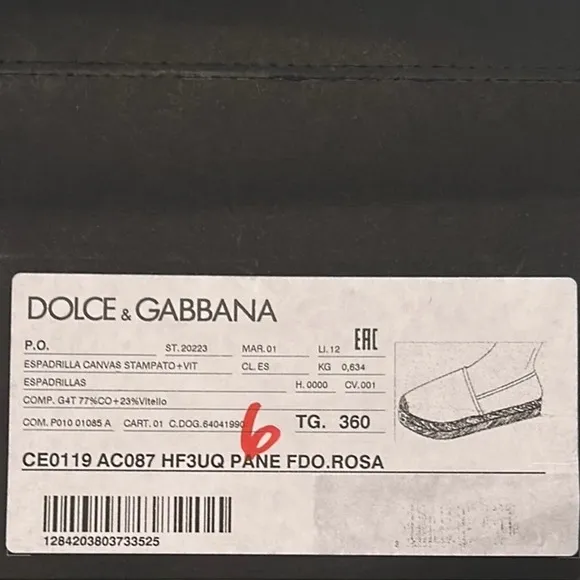 DOLCE & GABBANA
P.O. ST. 20223 MAR. 01 LI. 12 EAC
ESPADRILLA CANVAS STAMPATO+VIT CL. ES KG 0,634
ESPADRILLAS H. 0000 CV. 001
COMP. G4T 77%CO+23%Vitello
COM. P010 01085 A CART. 01 C.DOG. 64041990 TG. 360
6
CE0119 AC087 HF3UQ PANE FDO.ROSA
1284203803733525